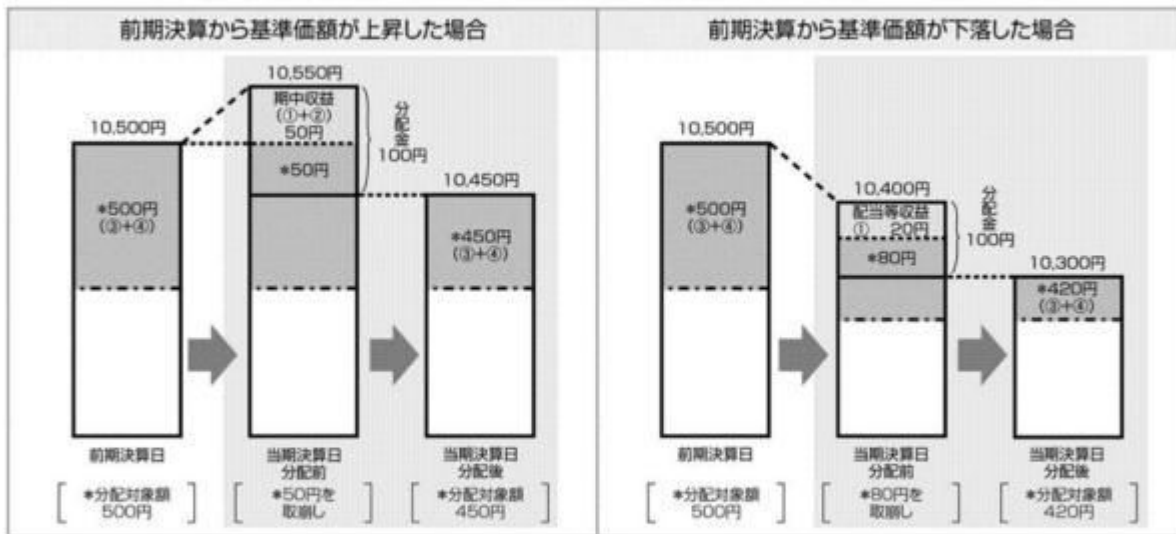 前期決算から基準価額が上昇した場合
10,500円
*500円
(③+④)
10,550円
期中収益
(①+②)
50円
*50円
分配金
100円
10,450円
*450円
(③+④)
前期決算日
当期決算日
分配前
当期決算日
分配後
*分配対象額
500円
*50円を
取崩し
*分配対象額
450円
前期決算から基準価額が下落した場合
10,500円
*500円
(③+④)
10,400円
配当等収益
① 20円
*80円
分配金
100円
10,300円
*420円
(③+④)
前期決算日
当期決算日
分配前
当期決算日
分配後
*分配対象額
500円
*80円を
取崩し
*分配対象額
420円